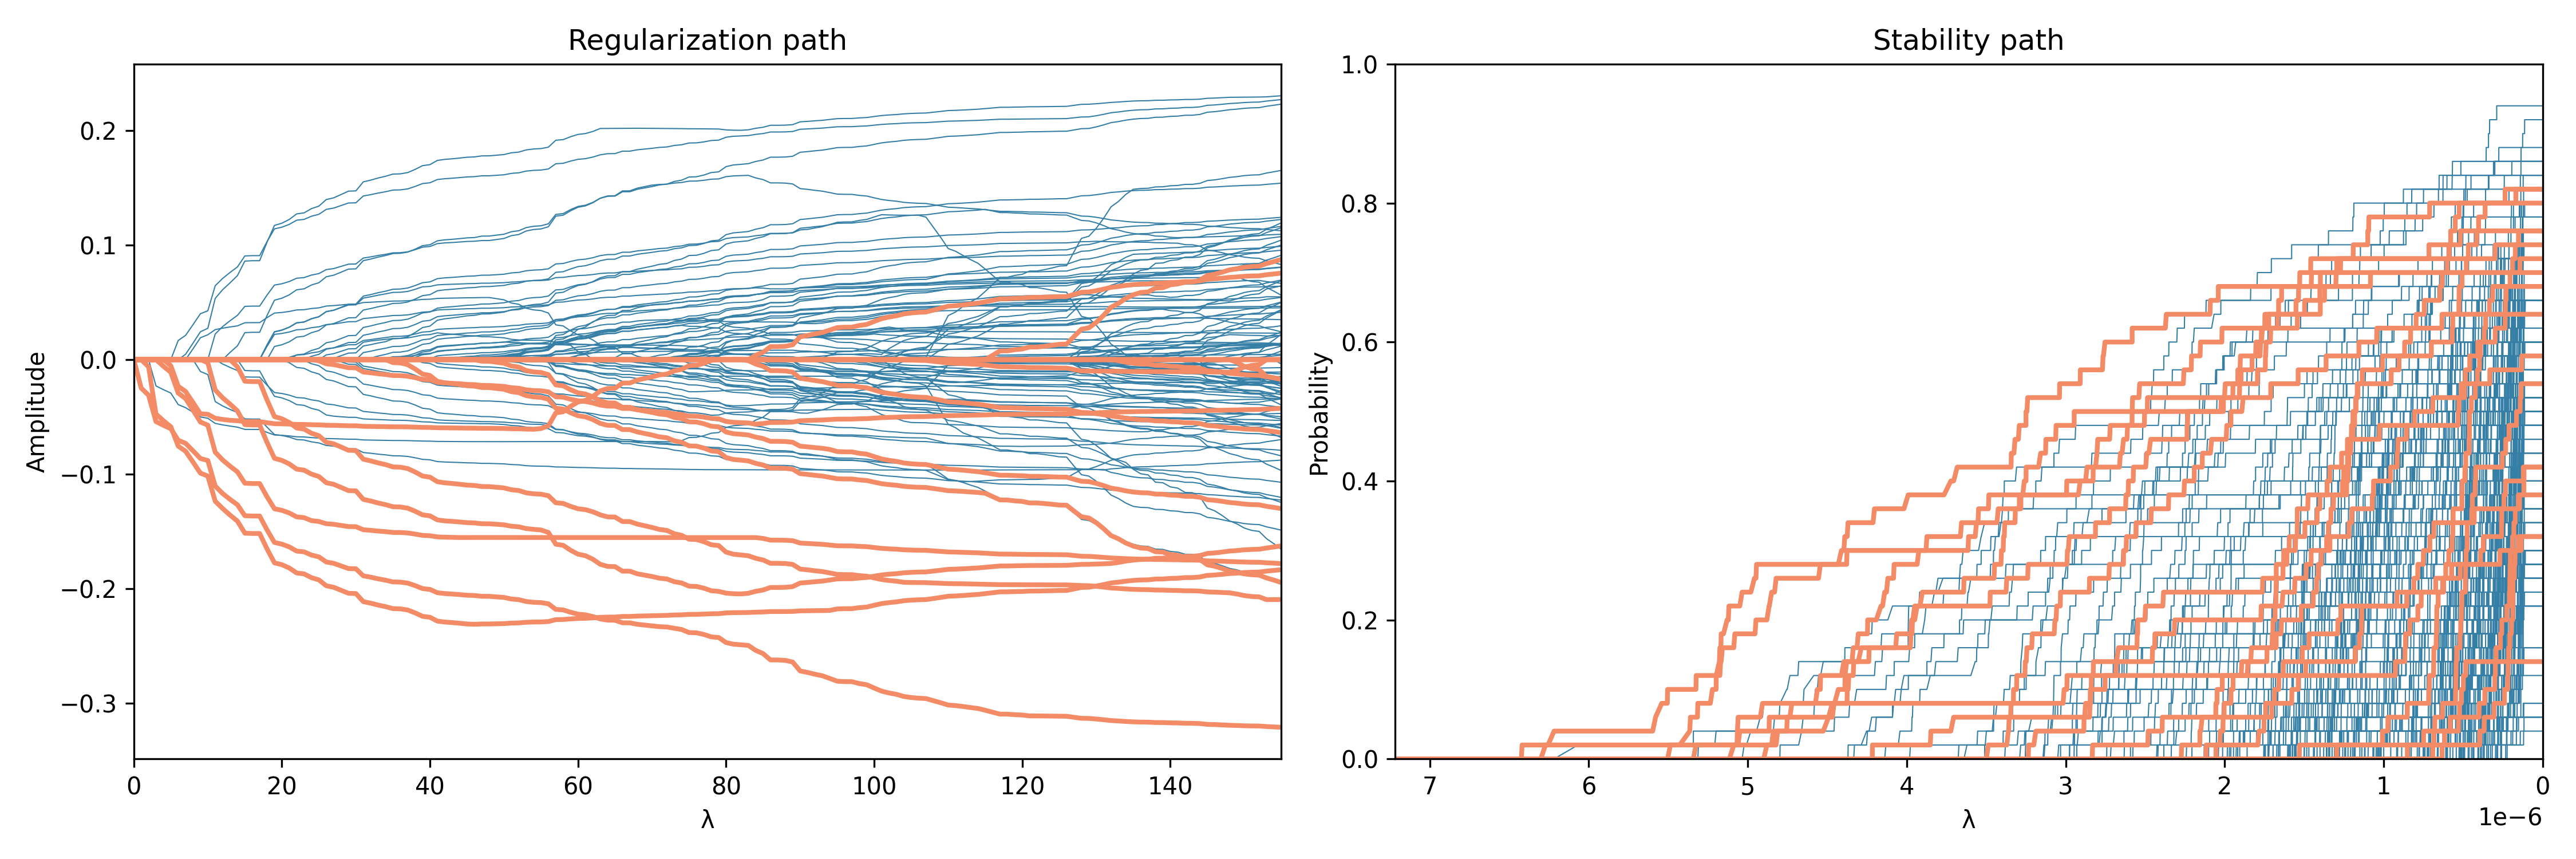 Regularization path
Amplitude
0.2
0.1
0.0
−0.1
−0.2
−0.3
0 20 40 60 80 100 120 140
λ
Stability path
Probability
1.0
0.8
0.6
0.4
0.2
0.0
7 6 5 4 3 2 1 0
λ
1e−6